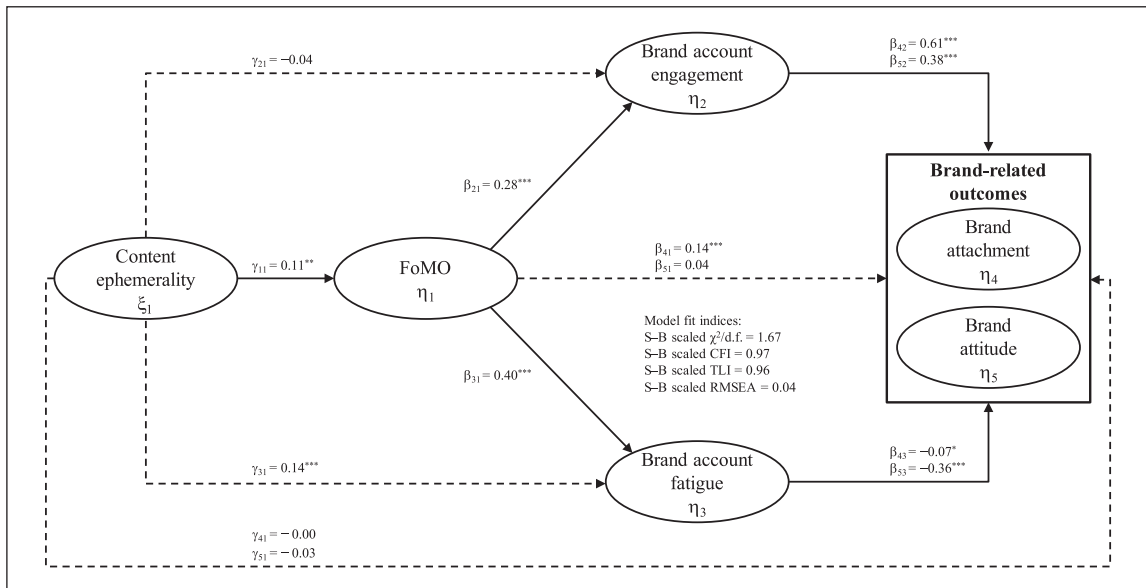 γ21 = −0.04
Brand account
engagement
η2
β42 = 0.61***
β52 = 0.38***
β21 = 0.28***
Brand-related
outcomes
Brand
attachment
η4
Brand
attitude
η5
Content
ephemerality
ξ1
γ11 = 0.11**
FoMO
η1
β41 = 0.14***
β51 = 0.04
Model fit indices:
S–B scaled χ2/d.f. = 1.67
S–B scaled CFI = 0.97
S–B scaled TLI = 0.96
S–B scaled RMSEA = 0.04
β31 = 0.40***
γ31 = 0.14***
Brand account
fatigue
η3
β43 = −0.07*
β53 = −0.36***
γ41 = − 0.00
γ51 = − 0.03